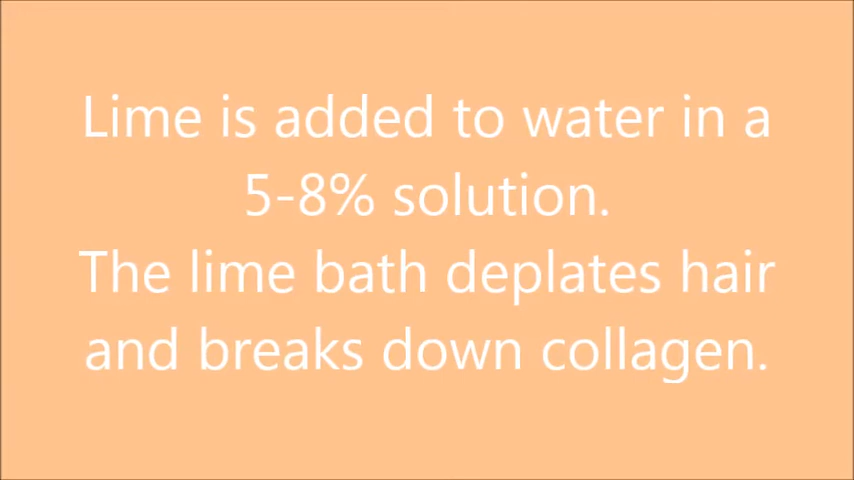 Lime is added to water in a
5-8% solution.
The lime bath deplates hair
and breaks down collagen.